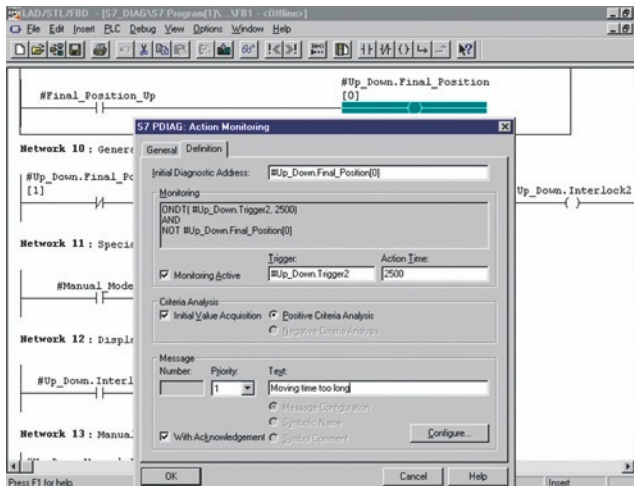 LAD/STL/FBD - [S7_DIAG\S7 Program(1)\...\FB1 - <Offline>]
File Edit Insert PLC Debug View Options Window Help
#Up_Down.Final_Position
#Final_Position_Up [0]
S7 PDIAG: Action Monitoring
General Definition
Initial Diagnostic Address: #Up_Down.Final_Position[0]
Monitoring
ONDT( #Up_Down.Trigger2, 2500)
AND
NOT #Up_Down.Final_Position[0]
Trigger: Action Time:
Monitoring Active #Up_Down.Trigger2 2500
Criteria Analysis
Initial Value Acquisition Positive Criteria Analysis
Negative Criteria Analysis
Message
Number: Priority: Text:
1 Moving time too long
Message Configuration
Symbolic Name
With Acknowledgement Symbol Comment Configure...
OK Cancel Help
Network 10 : Genere
#Up_Down.Final_Po
[1]
Up_Down.Interlock2
Network 11 : Specia
#Manual_Mode
Network 12 : Displa
#Up_Down.Interl
Network 13 : Manua
Press F1 for help.
Insert